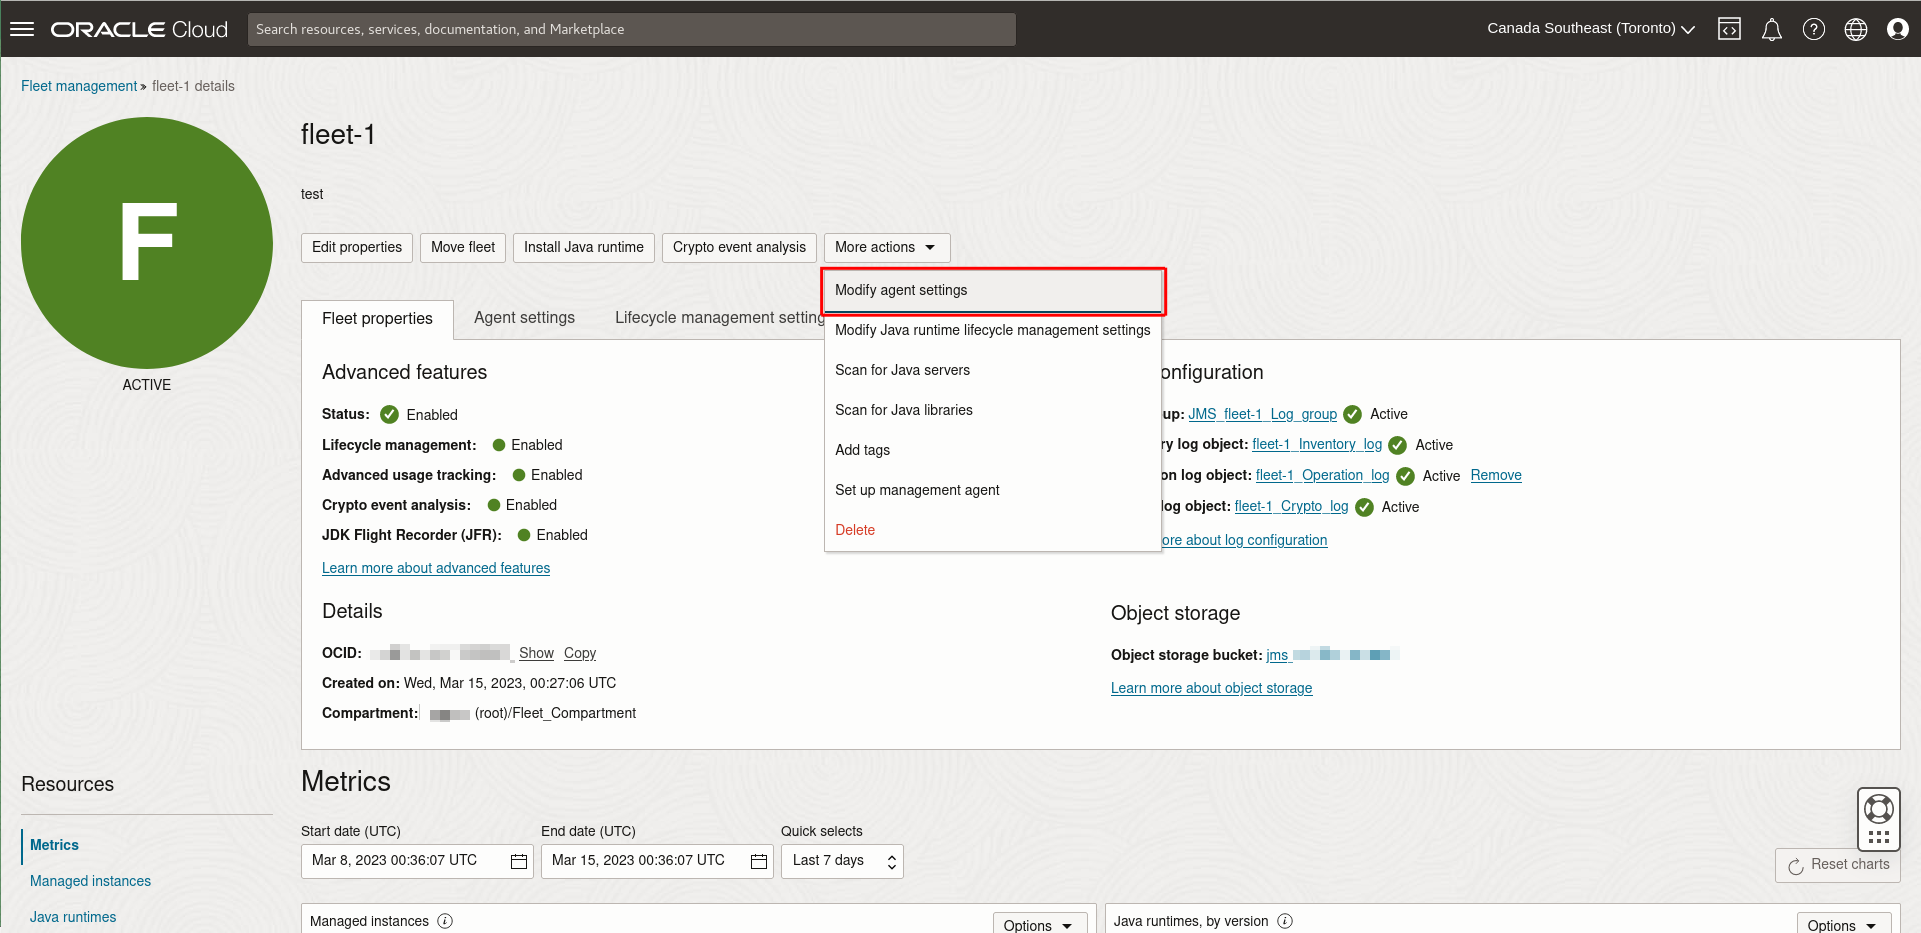 ORACLE Cloud
Search resources, services, documentation, and Marketplace
Canada Southeast (Toronto)
Fleet management » fleet-1 details
F
ACTIVE
fleet-1
test
Edit properties
Move fleet
Install Java runtime
Crypto event analysis
More actions
Modify agent settings
Modify Java runtime lifecycle management settings
Scan for Java servers
Scan for Java libraries
Add tags
Set up management agent
Delete
Fleet properties
Agent settings
Lifecycle management setting
Advanced features
Status: Enabled
Lifecycle management: Enabled
Advanced usage tracking: Enabled
Crypto event analysis: Enabled
JDK Flight Recorder (JFR): Enabled
Learn more about advanced features
onfiguration
up: JMS_fleet-1_Log_group Active
ry log object: fleet-1_Inventory_log Active
on log object: fleet-1_Operation_log Active Remove
log object: fleet-1_Crypto_log Active
ore about log configuration
Details
OCID: Show Copy
Created on: Wed, Mar 15, 2023, 00:27:06 UTC
Compartment: (root)/Fleet_Compartment
Object storage
Object storage bucket: jms_
Learn more about object storage
Resources
Metrics
Managed instances
Java runtimes
Metrics
Start date (UTC)
Mar 8, 2023 00:36:07 UTC
End date (UTC)
Mar 15, 2023 00:36:07 UTC
Quick selects
Last 7 days
Reset charts
Managed instances
Options
Java runtimes, by version
Options